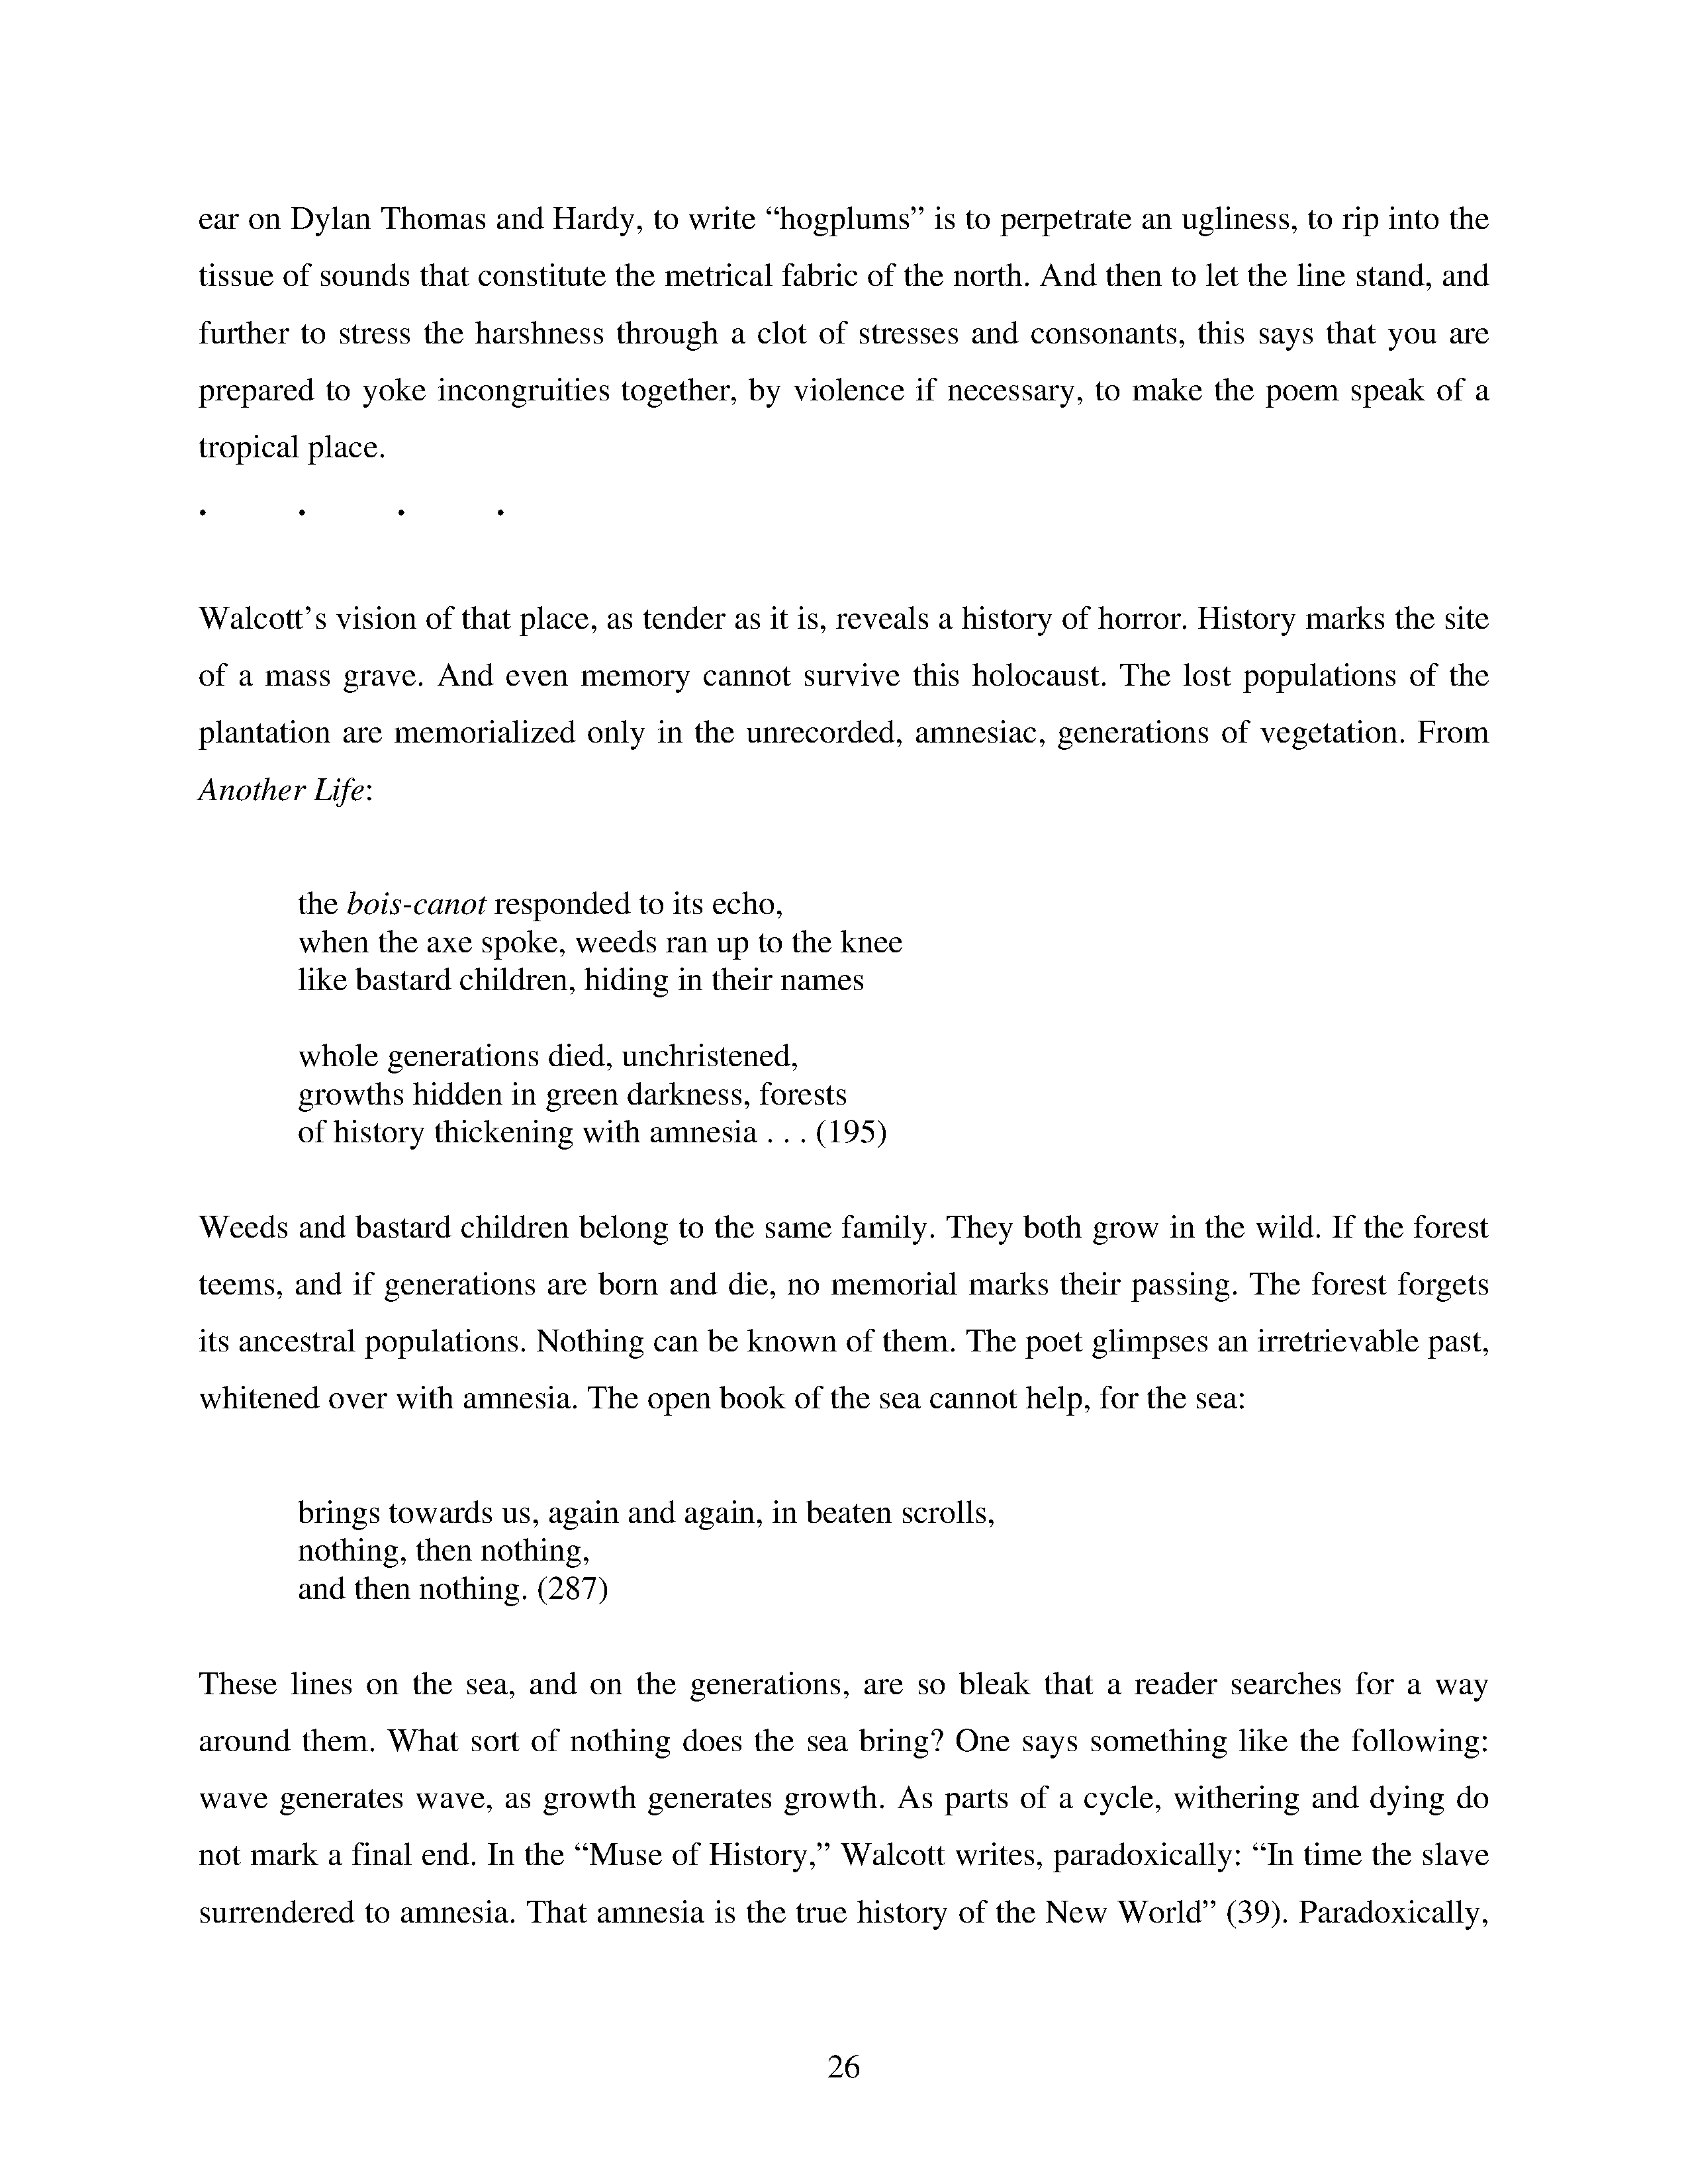 ear on Dylan Thomas and Hardy, to write “hogplums” is to perpetrate an ugliness, to rip into the
tissue of sounds that constitute the metrical fabric of the north. And then to let the line stand, and
further to stress the harshness through a clot of stresses and consonants, this says that you are
prepared to yoke incongruities together, by violence if necessary, to make the poem speak of a
tropical place.
. . . .
Walcott’s vision of that place, as tender as it is, reveals a history of horror. History marks the site
of a mass grave. And even memory cannot survive this holocaust. The lost populations of the
plantation are memorialized only in the unrecorded, amnesiac, generations of vegetation. From
Another Life:
the bois-canot responded to its echo,
when the axe spoke, weeds ran up to the knee
like bastard children, hiding in their names
whole generations died, unchristened,
growths hidden in green darkness, forests
of history thickening with amnesia . . . (195)
Weeds and bastard children belong to the same family. They both grow in the wild. If the forest
teems, and if generations are born and die, no memorial marks their passing. The forest forgets
its ancestral populations. Nothing can be known of them. The poet glimpses an irretrievable past,
whitened over with amnesia. The open book of the sea cannot help, for the sea:
brings towards us, again and again, in beaten scrolls,
nothing, then nothing,
and then nothing. (287)
These lines on the sea, and on the generations, are so bleak that a reader searches for a way
around them. What sort of nothing does the sea bring? One says something like the following:
wave generates wave, as growth generates growth. As parts of a cycle, withering and dying do
not mark a final end. In the “Muse of History,” Walcott writes, paradoxically: “In time the slave
surrendered to amnesia. That amnesia is the true history of the New World” (39). Paradoxically,
26